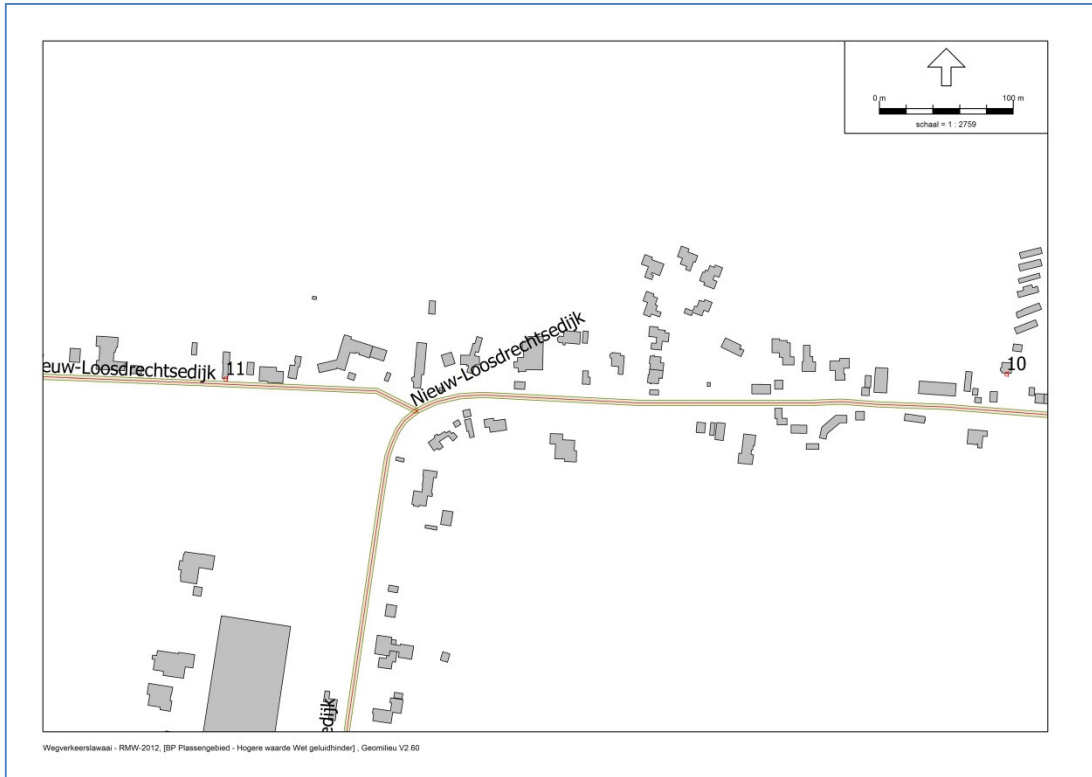 0 m 100 m
schaal = 1 : 2759
Nieuw-Loosdrechtsedijk
10
euw-Loosdrechtsedijk 11
edijk
Wegverkeerslawaai - RMW-2012, [BP Plassengebied - Hogere waarde Wet geluidhinder] , Geomilieu V2.60